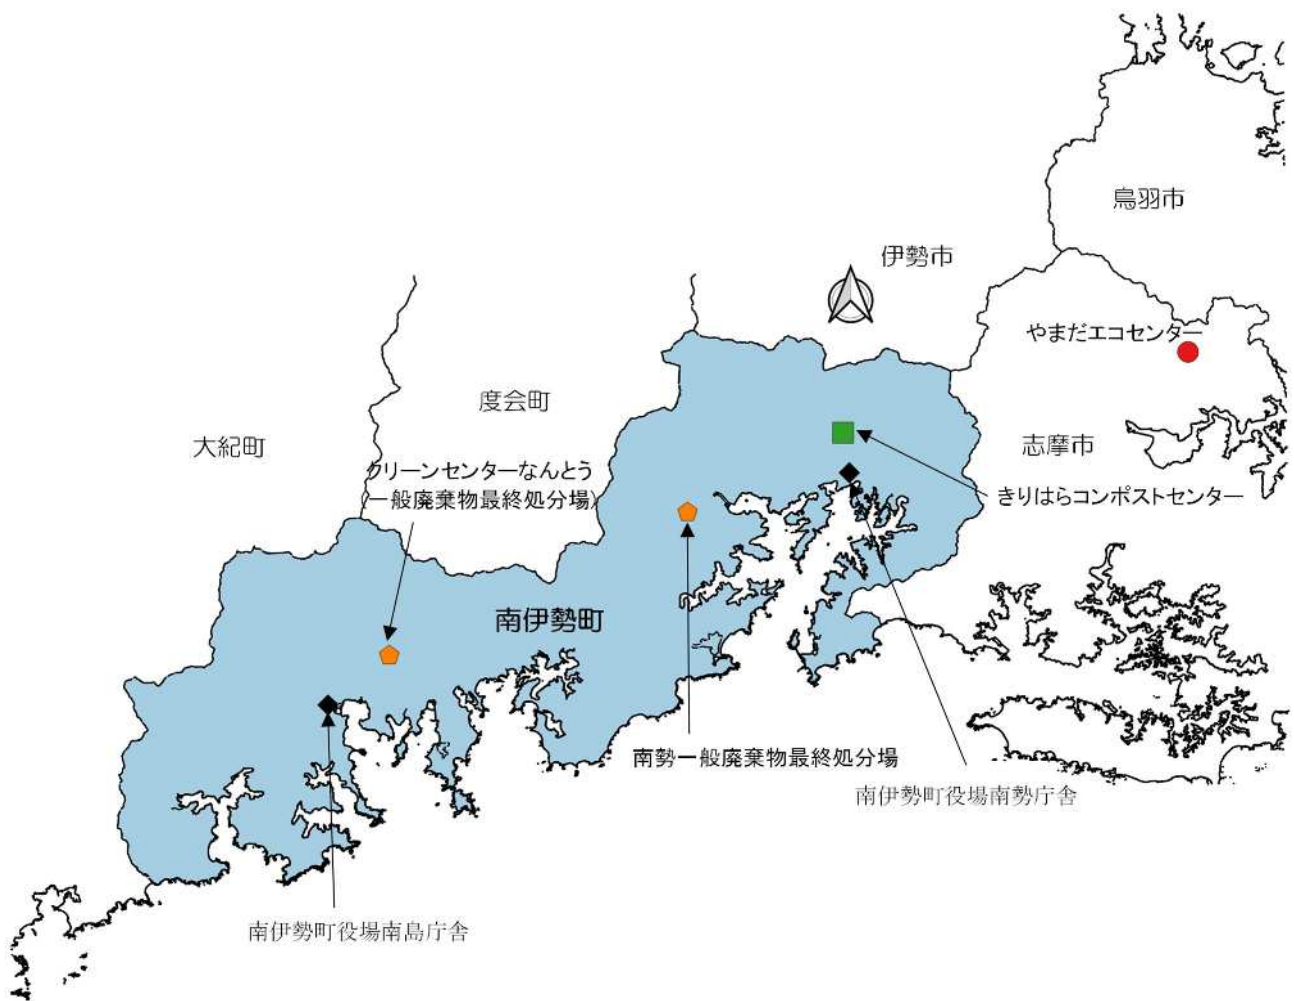 鳥羽市
伊勢市
やまだエコセンター
度会町
大紀町
志摩市
クリーンセンターなんとう
(一般廃棄物最終処分場)
きりはらコンポストセンター
南伊勢町
南勢一般廃棄物最終処分場
南伊勢町役場南勢庁舎
南伊勢町役場南島庁舎